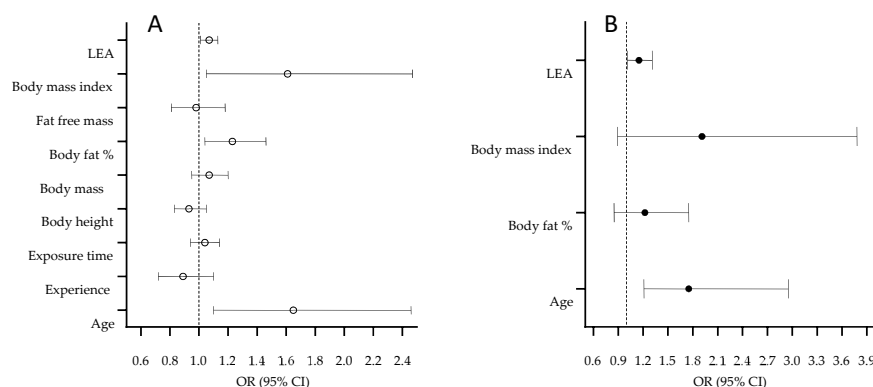 A
LEA
Body mass index
Fat free mass
Body fat %
Body mass
Body height
Exposure time
Experience
Age
0.6 0.8 1.0 1.2 1.4 1.6 1.8 2.0 2.2 2.4
OR (95% CI)
B
LEA
Body mass index
Body fat %
Age
0.6 0.9 1.2 1.5 1.8 2.1 2.4 2.7 3.0 3.3 3.6 3.9
OR (95% CI)